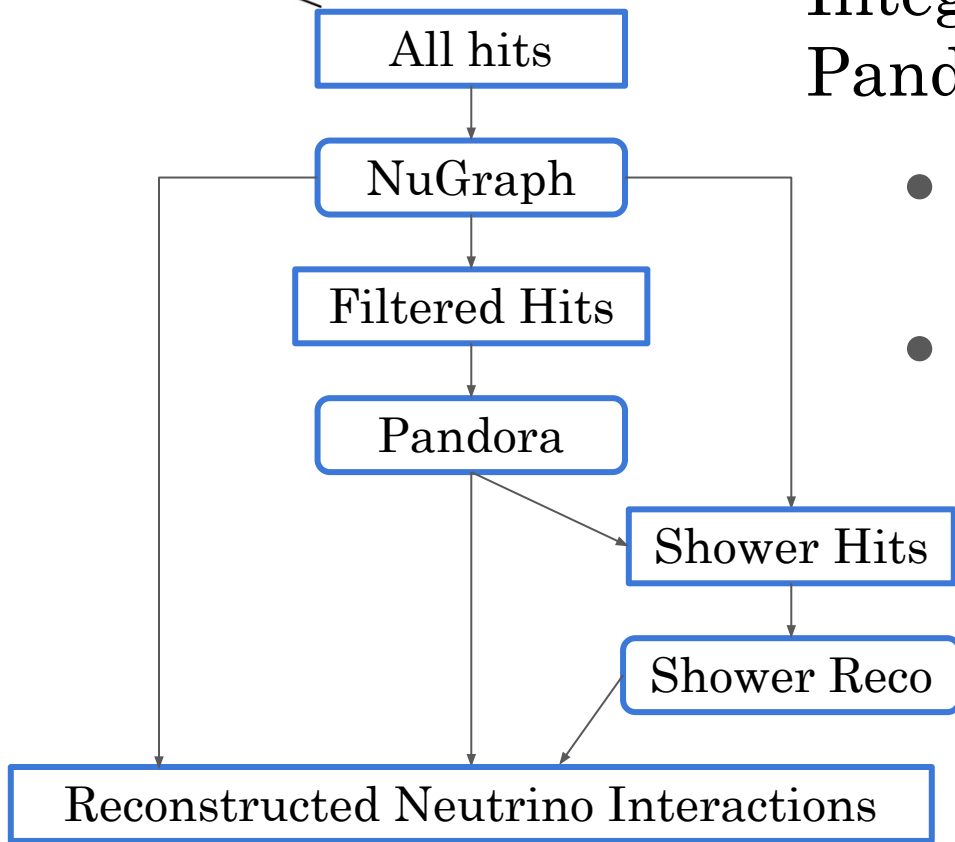 All hits
NuGraph
Filtered Hits
Pandora
Shower Hits
Shower Reco
Reconstructed Neutrino Interactions